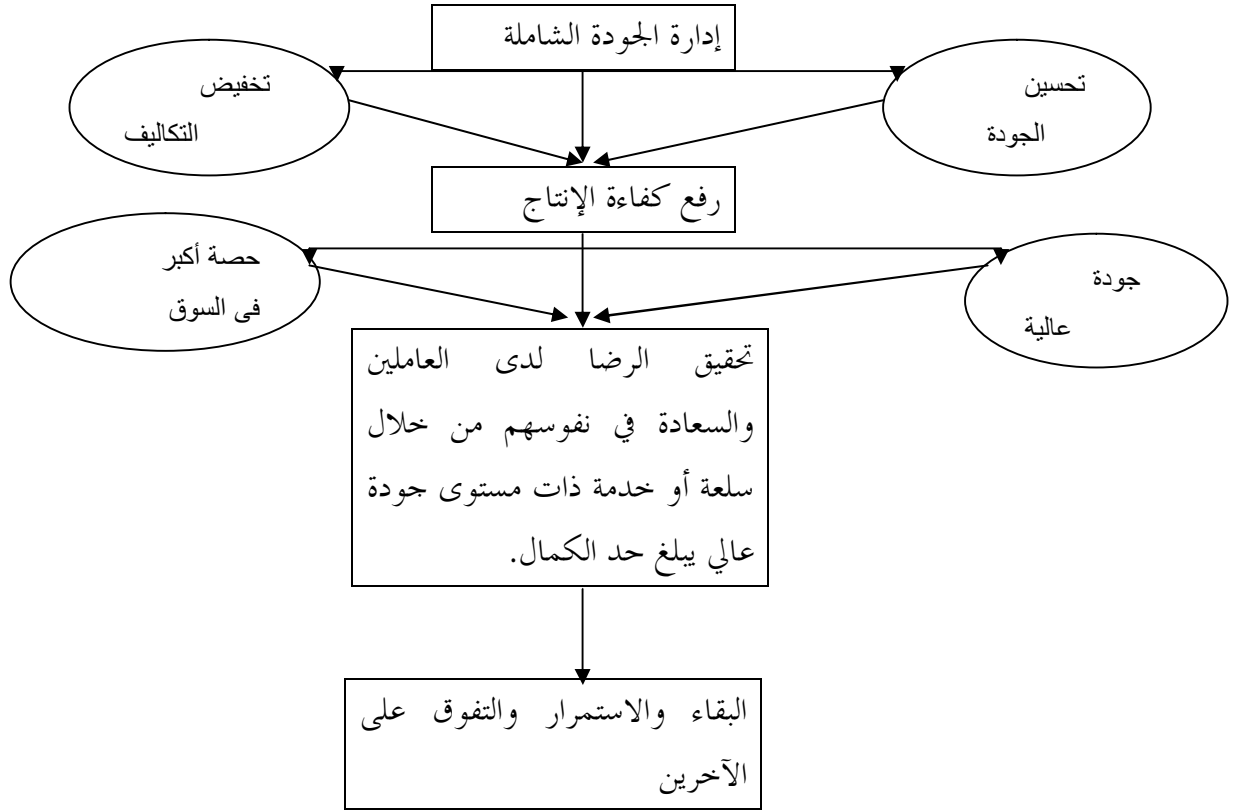 إدارة الجودة الشاملة
تحسين
الجودة
تخفيض
التكاليف
رفع كفاءة الإنتاج
جودة
عالية
حصة أكبر
فى السوق
تحقيق الرضا لدى العاملين
والسعادة في نفوسهم من خلال
سلعة أو خدمة ذات مستوى جودة
عالي يبلغ حد الكمال.
البقاء والاستمرار والتفوق على
الآخرين